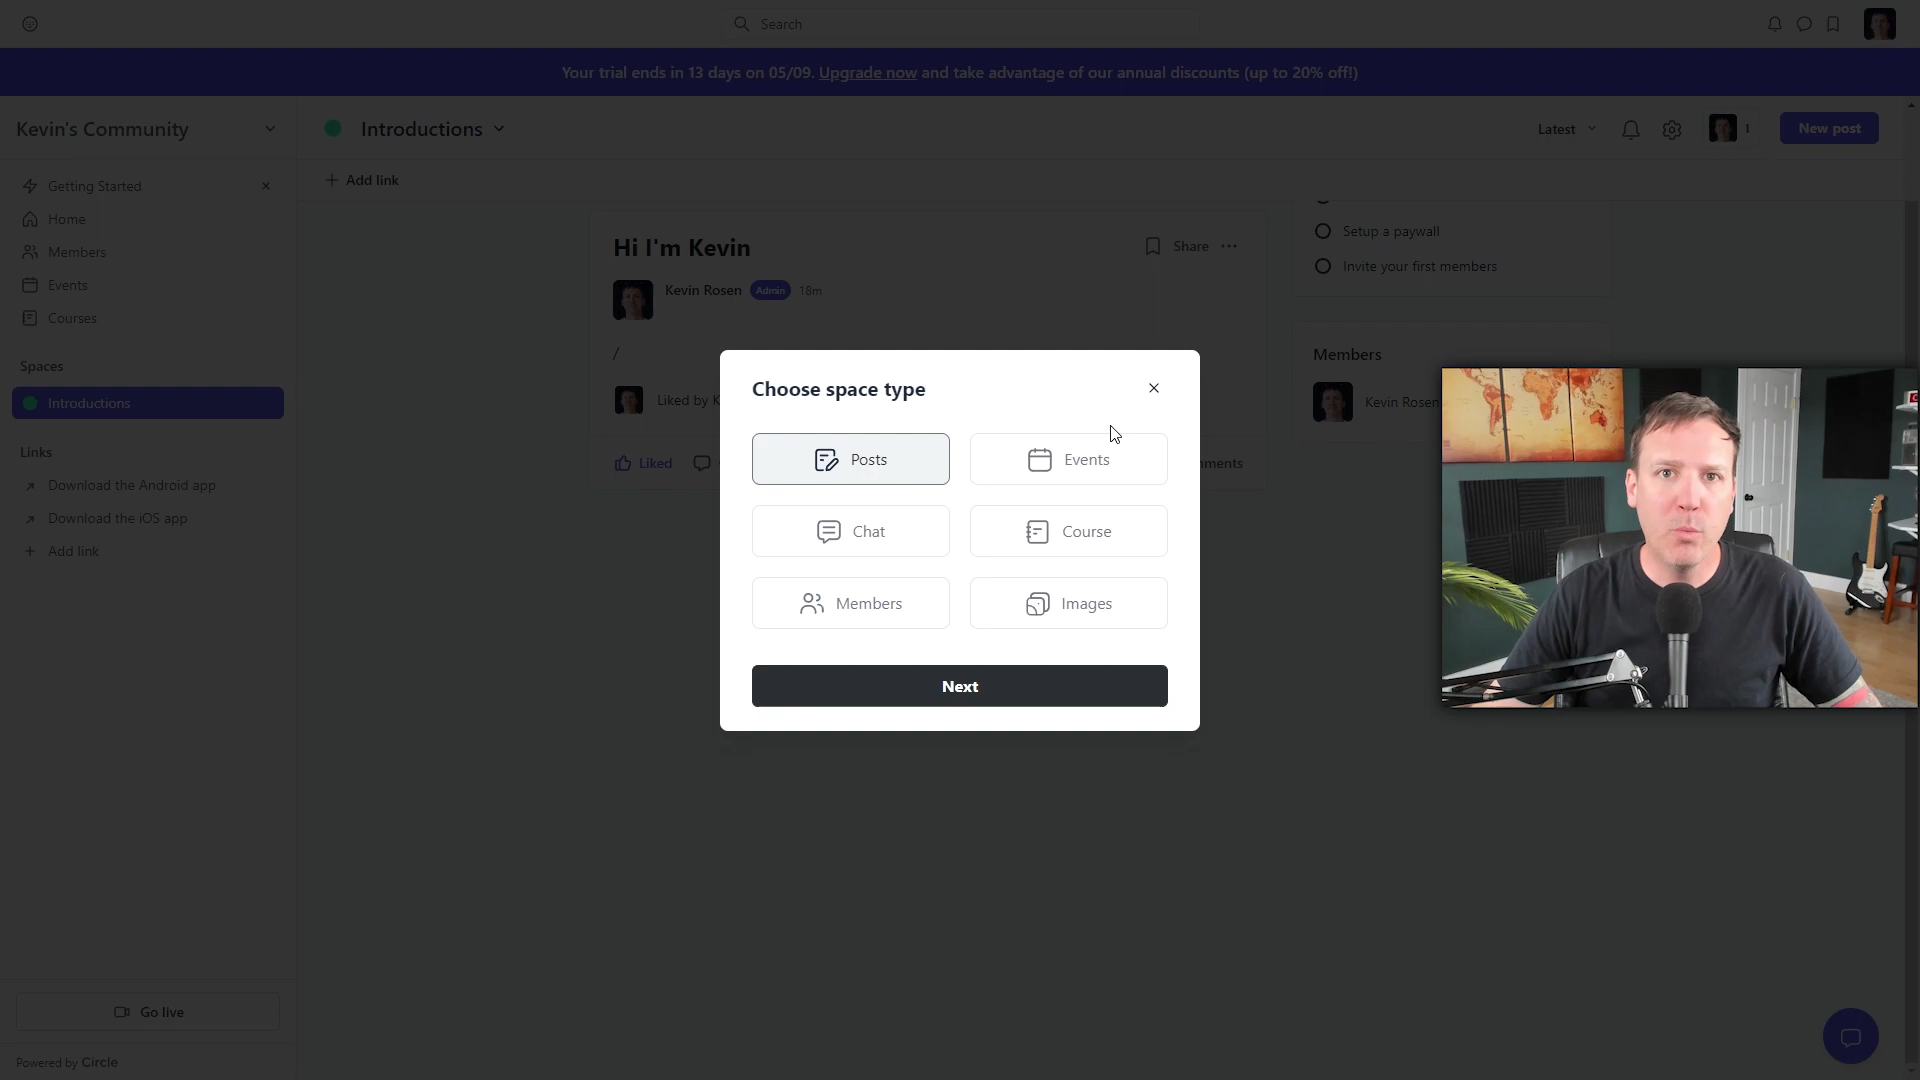 Search
Your trial ends in 13 days on 05/09. Upgrade now and take advantage of our annual discounts (up to 20% off!)
Kevin's Community
Introductions
Latest
1
New post
Getting Started
Home
Members
Events
Courses
Spaces
Introductions
Links
Download the Android app
Download the iOS app
Add link
Go live
Powered by Circle
Add link
Hi I'm Kevin
Share
Kevin Rosen Admin 18m
/
Liked by K
Liked
mments
Setup a paywall
Invite your first members
Members
Kevin Rosen
Choose space type
Posts
Events
Chat
Course
Members
Images
Next